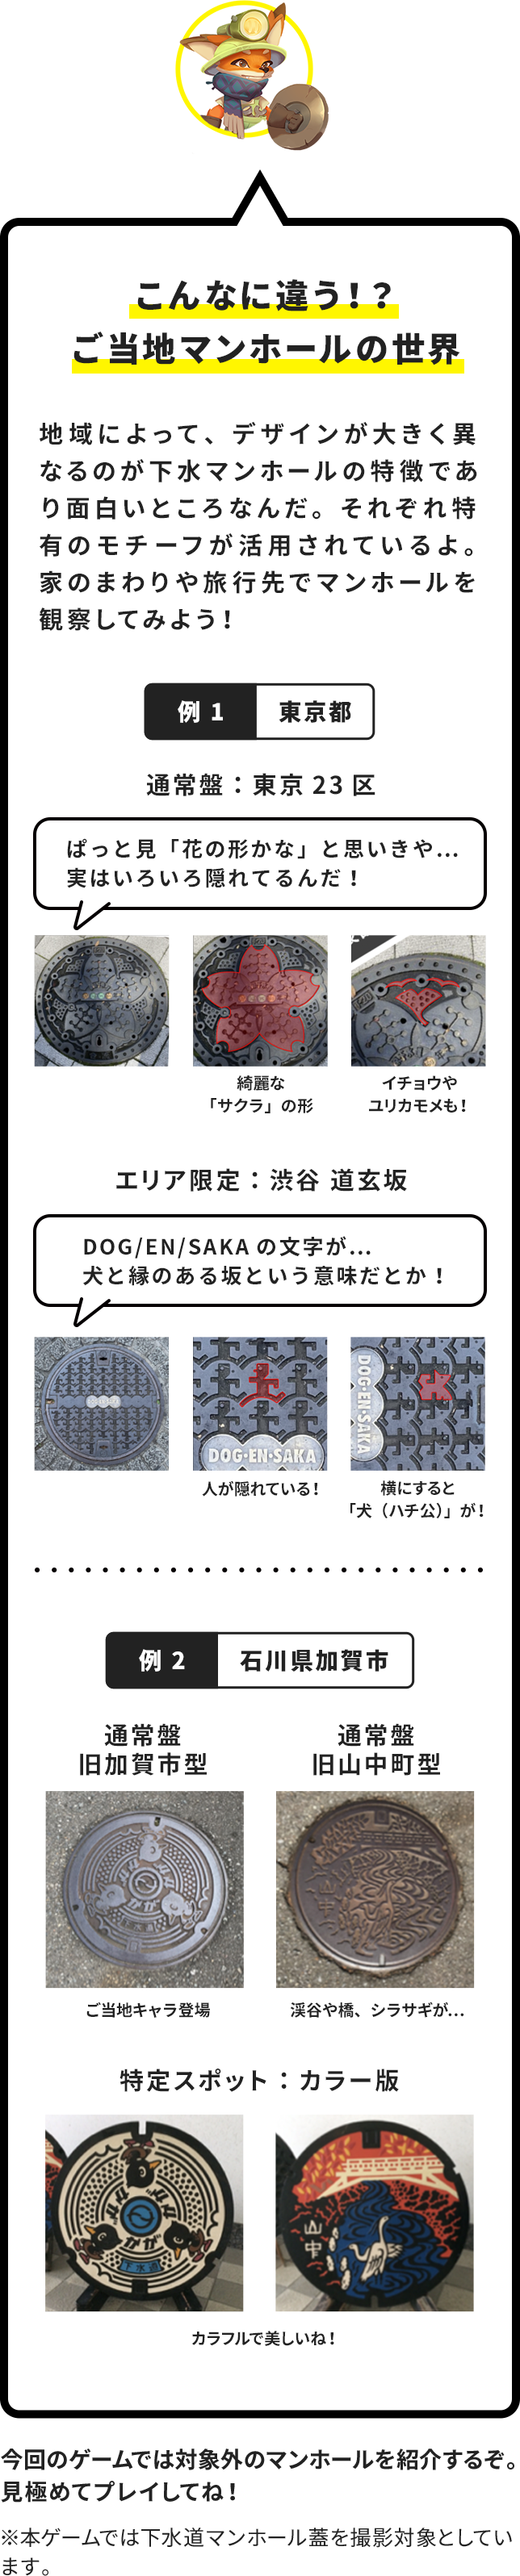 こんなに違う！？
ご当地マンホールの世界
地域によって、デザインが大きく異
なるのが下水マンホールの特徴であ
り面白いところなんだ。それぞれ特
有のモチーフが活用されているよ。
家のまわりや旅行先でマンホールを
観察してみよう！
例 1 東京都
通常盤：東京 23 区
ぱっと見「花の形かな」と思いきや…
実はいろいろ隠れてるんだ！
綺麗な
「サクラ」の形
イチョウや
ユリカモメも！
エリア限定：渋谷 道玄坂
DOG/EN/SAKA の文字が…
犬と縁のある坂という意味だとか！
DOG・EN・SAKA
DOG・EN・SAKA
人が隠れている！
横にすると
「犬（ハチ公）」が！
例 2 石川県加賀市
通常盤
旧加賀市型
通常盤
旧山中町型
山中
ご当地キャラ登場
渓谷や橋、シラサギが…
特定スポット：カラー版
かが
下水道
山中
カラフルで美しいね！
今回のゲームでは対象外のマンホールを紹介するぞ。
見極めてプレイしてね！
※本ゲームでは下水道マンホール蓋を撮影対象としてい
ます。